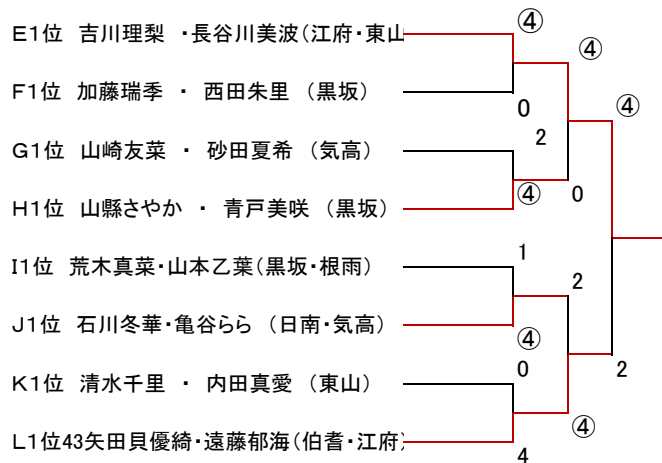 E1位 吉川理梨 ・長谷川美波(江府・東山
④
④
F1位 加藤瑞季 ・ 西田朱里 (黒坂)
0
④
2
G1位 山崎友菜 ・ 砂田夏希 (気高)
④
0
H1位 山縣さやか ・ 青戸美咲 (黒坂)
1
I1位 荒木真菜・山本乙葉(黒坂・根雨)
2
J1位 石川冬華・亀谷らら (日南・気高)
④
0
2
K1位 清水千里 ・ 内田真愛 (東山)
④
L1位43矢田貝優綺・遠藤郁海(伯耆・江府)
4